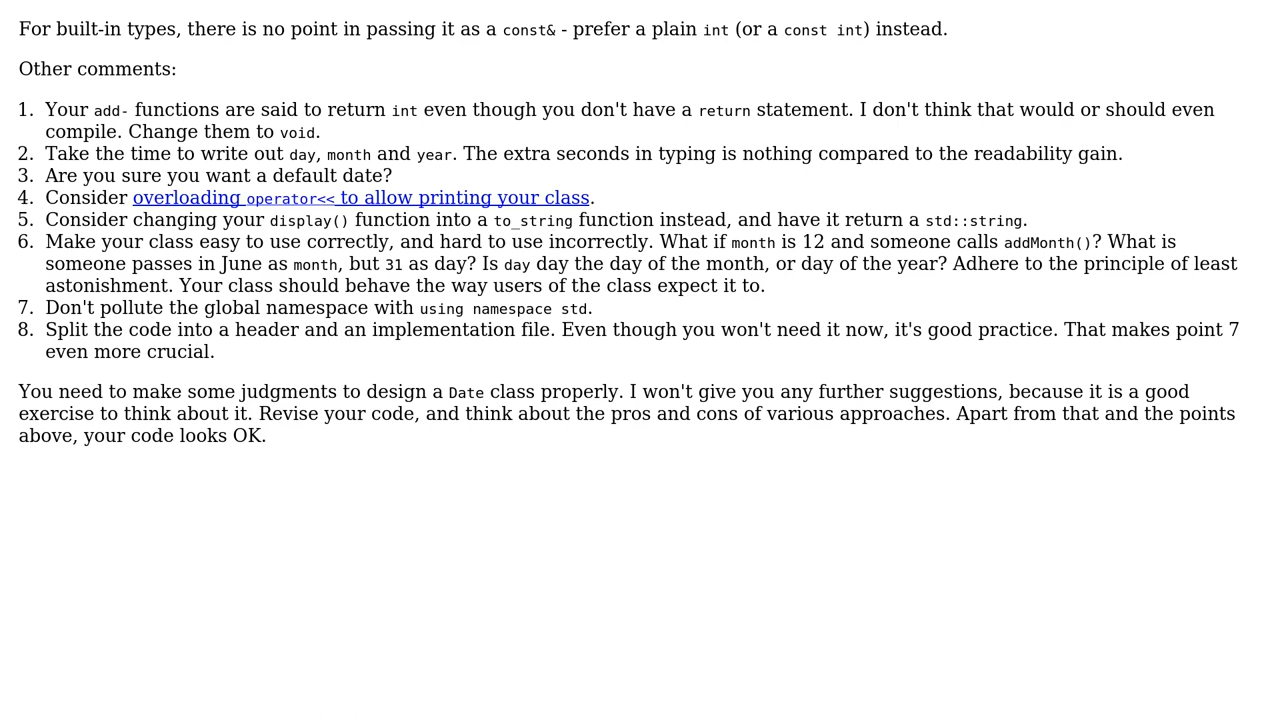 For built-in types, there is no point in passing it as a const& - prefer a plain int (or a const int) instead.
Other comments:
1. Your add- functions are said to return int even though you don't have a return statement. I don't think that would or should even
compile. Change them to void.
2. Take the time to write out day, month and year. The extra seconds in typing is nothing compared to the readability gain.
3. Are you sure you want a default date?
4. Consider overloading operator<< to allow printing your class.
5. Consider changing your display() function into a to_string function instead, and have it return a std::string.
6. Make your class easy to use correctly, and hard to use incorrectly. What if month is 12 and someone calls addMonth()? What is
someone passes in June as month, but 31 as day? Is day day the day of the month, or day of the year? Adhere to the principle of least
astonishment. Your class should behave the way users of the class expect it to.
7. Don't pollute the global namespace with using namespace std.
8. Split the code into a header and an implementation file. Even though you won't need it now, it's good practice. That makes point 7
even more crucial.
You need to make some judgments to design a Date class properly. I won't give you any further suggestions, because it is a good
exercise to think about it. Revise your code, and think about the pros and cons of various approaches. Apart from that and the points
above, your code looks OK.